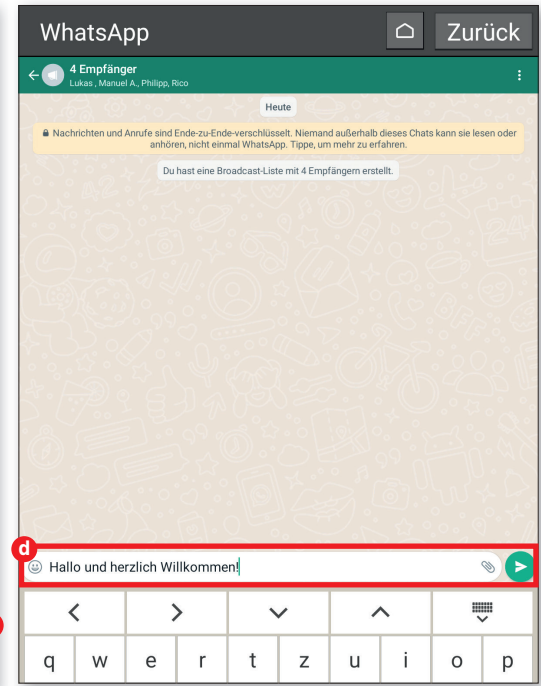 WhatsApp
Zurück
4 Empfänger
Lukas , Manuel A., Philipp, Rico
Heute
Nachrichten und Anrufe sind Ende-zu-Ende-verschlüsselt. Niemand außerhalb dieses Chats kann sie lesen oder
anhören, nicht einmal WhatsApp. Tippe, um mehr zu erfahren.
Du hast eine Broadcast-Liste mit 4 Empfängern erstellt.
d
Hallo und herzlich Willkommen!
q w e r t z u i o p